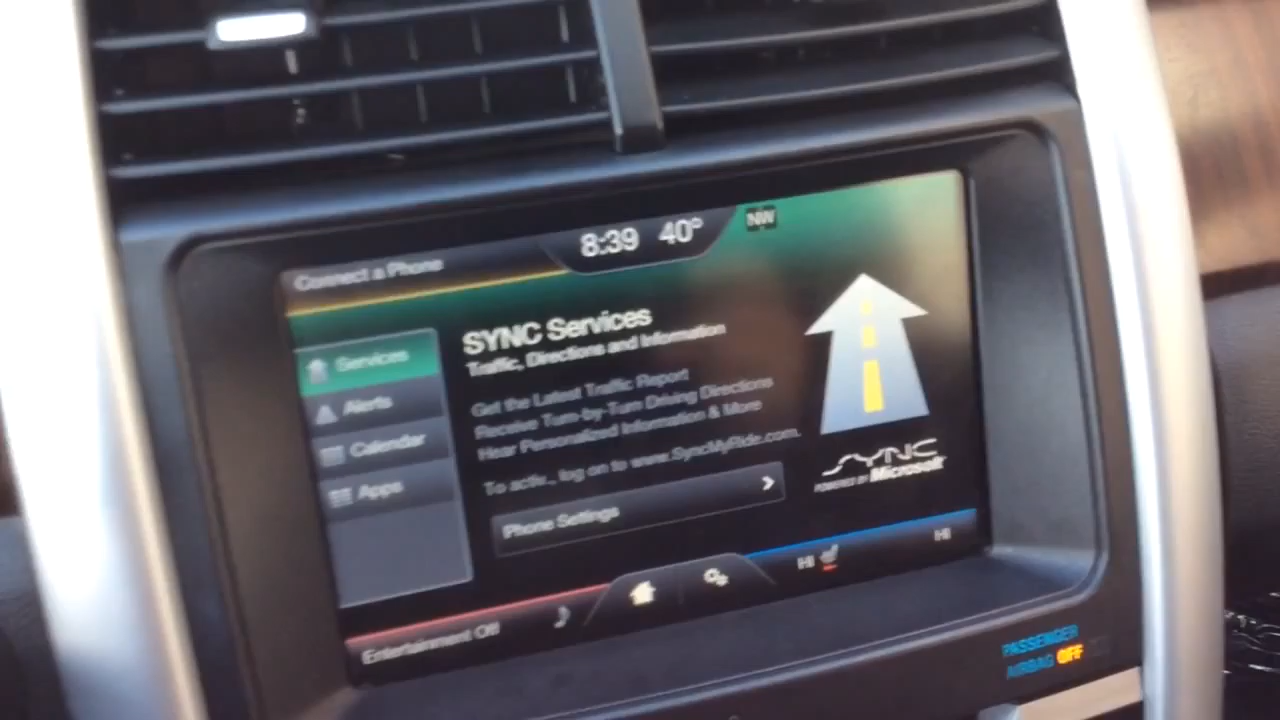 8:39 40° NW
Connect a Phone
SYNC Services
Traffic, Directions and Information
Services
Alerts
Calendar
Apps
Get the Latest Traffic Report
Receive Turn-by-Turn Driving Directions
Hear Personalized Information & More
To activ., log on to www.SyncMyRide.com.
Phone Settings
SYNC
POWERED BY Microsoft
HI HI
Entertainment Off
PASSENGER
AIRBAG OFF